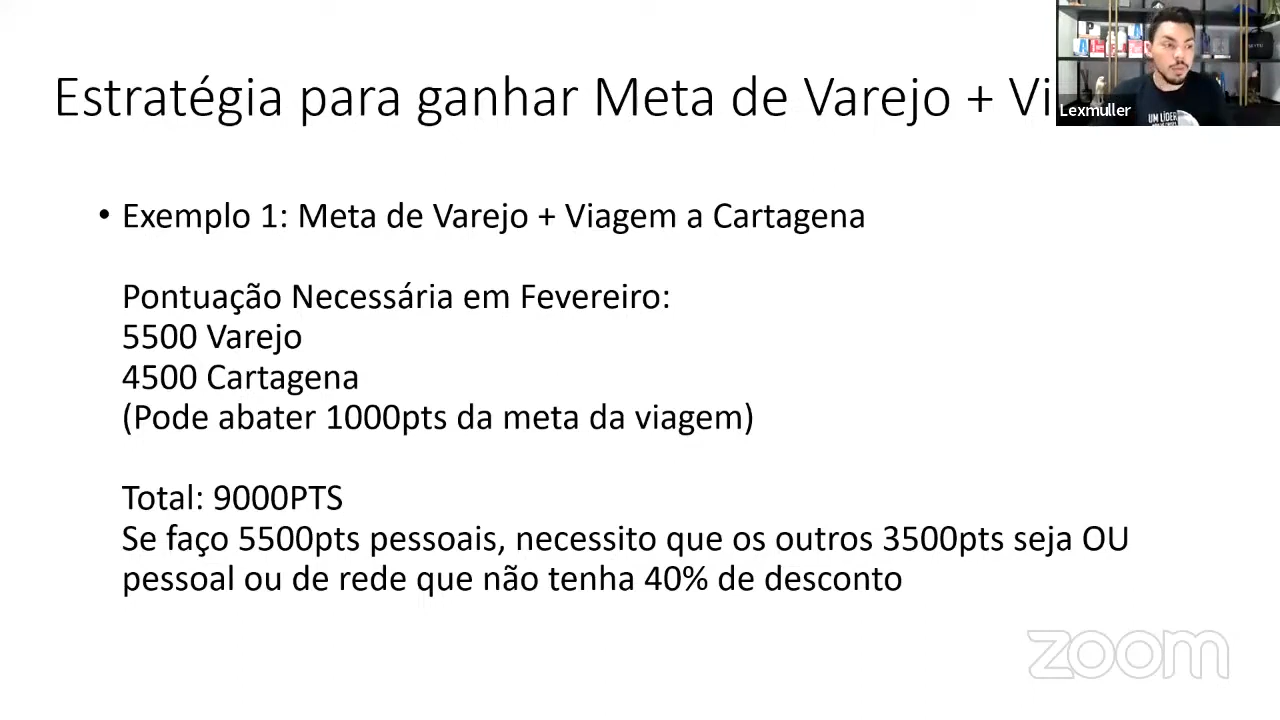 Estratégia para ganhar Meta de Varejo +
Lexmuller
UM LÍDER
• Exemplo 1: Meta de Varejo + Viagem a Cartagena
Pontuação Necessária em Fevereiro:
5500 Varejo
4500 Cartagena
(Pode abater 1000pts da meta da viagem)
Total: 9000PTS
Se faço 5500pts pessoais, necessito que os outros 3500pts seja OU
pessoal ou de rede que não tenha 40% de desconto
zoom